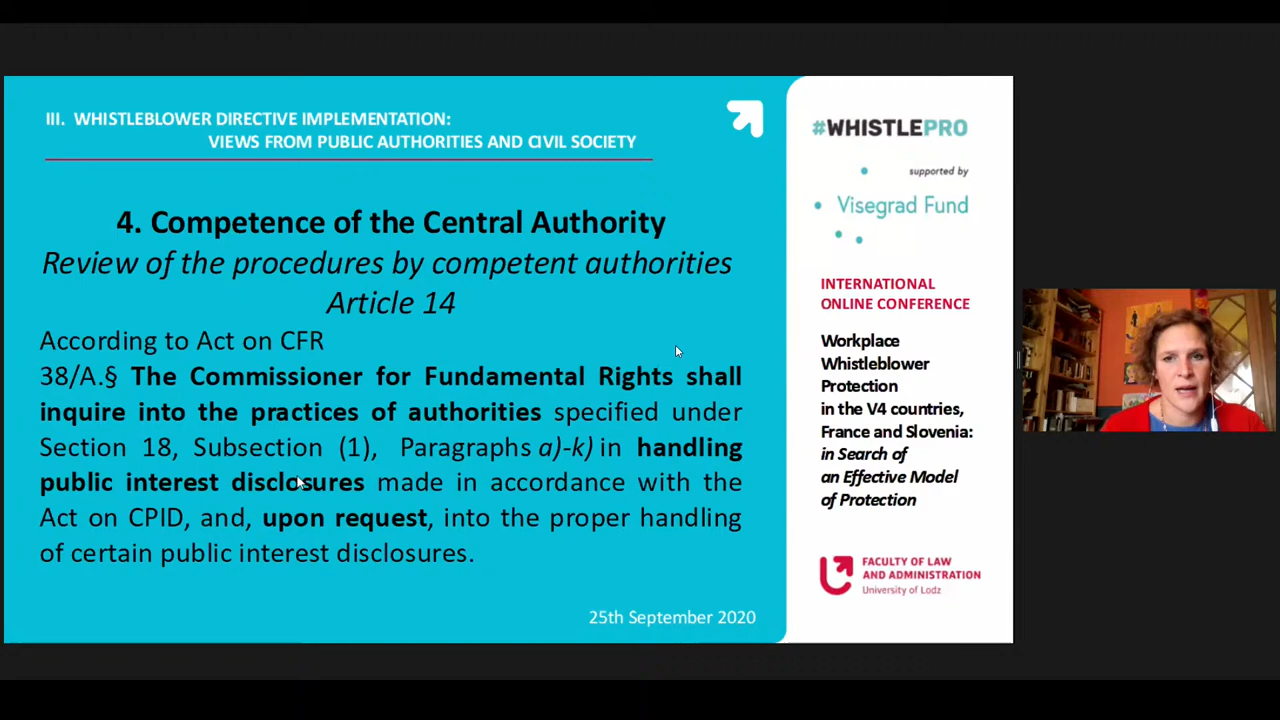 III. WHISTLEBLOWER DIRECTIVE IMPLEMENTATION:
VIEWS FROM PUBLIC AUTHORITIES AND CIVIL SOCIETY
4. Competence of the Central Authority
Review of the procedures by competent authorities
Article 14
According to Act on CFR
38/A.§ The Commissioner for Fundamental Rights shall
inquire into the practices of authorities specified under
Section 18, Subsection (1), Paragraphs a)-k) in handling
public interest disclosures made in accordance with the
Act on CPID, and, upon request, into the proper handling
of certain public interest disclosures.
25th September 2020
#WHISTLEPRO
supported by
Visegrad Fund
INTERNATIONAL
ONLINE CONFERENCE
Workplace
Whistleblower
Protection
in the V4 countries,
France and Slovenia:
in Search of
an Effective Model
of Protection
FACULTY OF LAW
AND ADMINISTRATION
University of Lodz